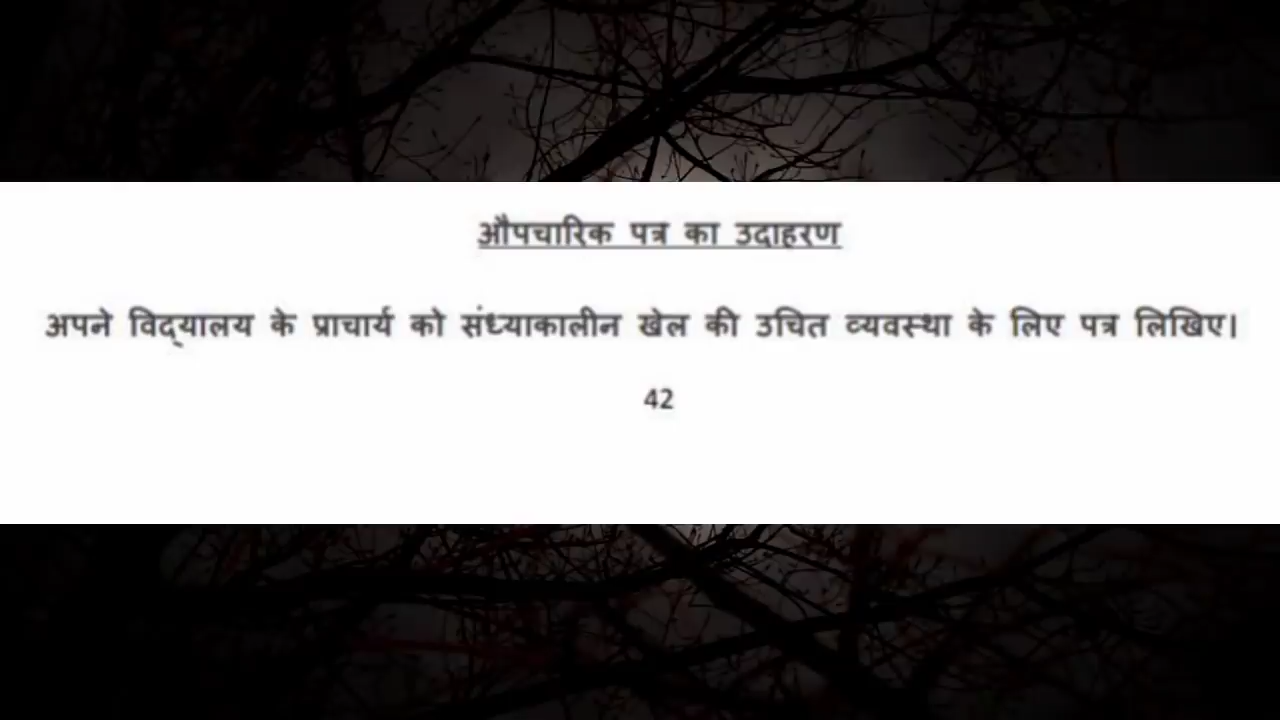 औपचारिक पत्र का उदाहरण
अपने विद्यालय के प्राचार्य को संध्याकालीन खेल की उचित व्यवस्था के लिए पत्र लिखिए।
42